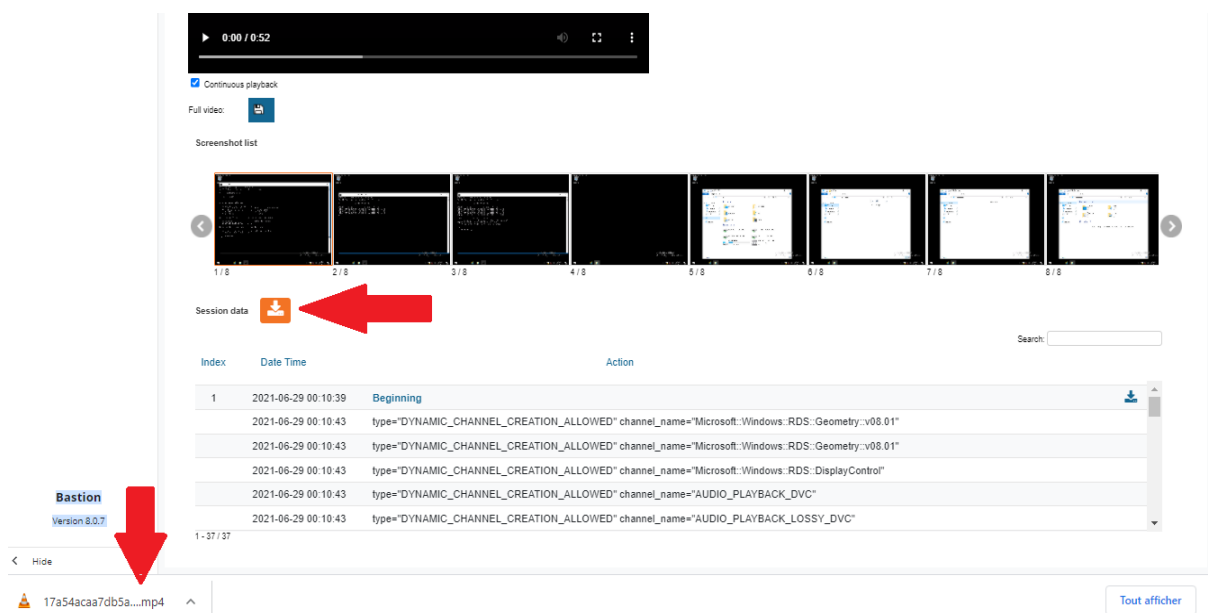 0:00 / 0:52
Continuous playback
Full video:
Screenshot list
1 / 8
2 / 8
3 / 8
4 / 8
5 / 8
6 / 8
7 / 8
8 / 8
Session data
Search:
Index Date Time Action
1 2021-06-29 00:10:39 Beginning
2021-06-29 00:10:43 type="DYNAMIC_CHANNEL_CREATION_ALLOWED" channel_name="Microsoft::Windows::RDS::Geometry::v08.01"
2021-06-29 00:10:43 type="DYNAMIC_CHANNEL_CREATION_ALLOWED" channel_name="Microsoft::Windows::RDS::Geometry::v08.01"
2021-06-29 00:10:43 type="DYNAMIC_CHANNEL_CREATION_ALLOWED" channel_name="Microsoft::Windows::RDS::DisplayControl"
2021-06-29 00:10:43 type="DYNAMIC_CHANNEL_CREATION_ALLOWED" channel_name="AUDIO_PLAYBACK_DVC"
2021-06-29 00:10:43 type="DYNAMIC_CHANNEL_CREATION_ALLOWED" channel_name="AUDIO_PLAYBACK_LOSSY_DVC"
1 - 37 / 37
Bastion
Version 8.0.7
Hide
17a54acaa7db5a....mp4
Tout afficher